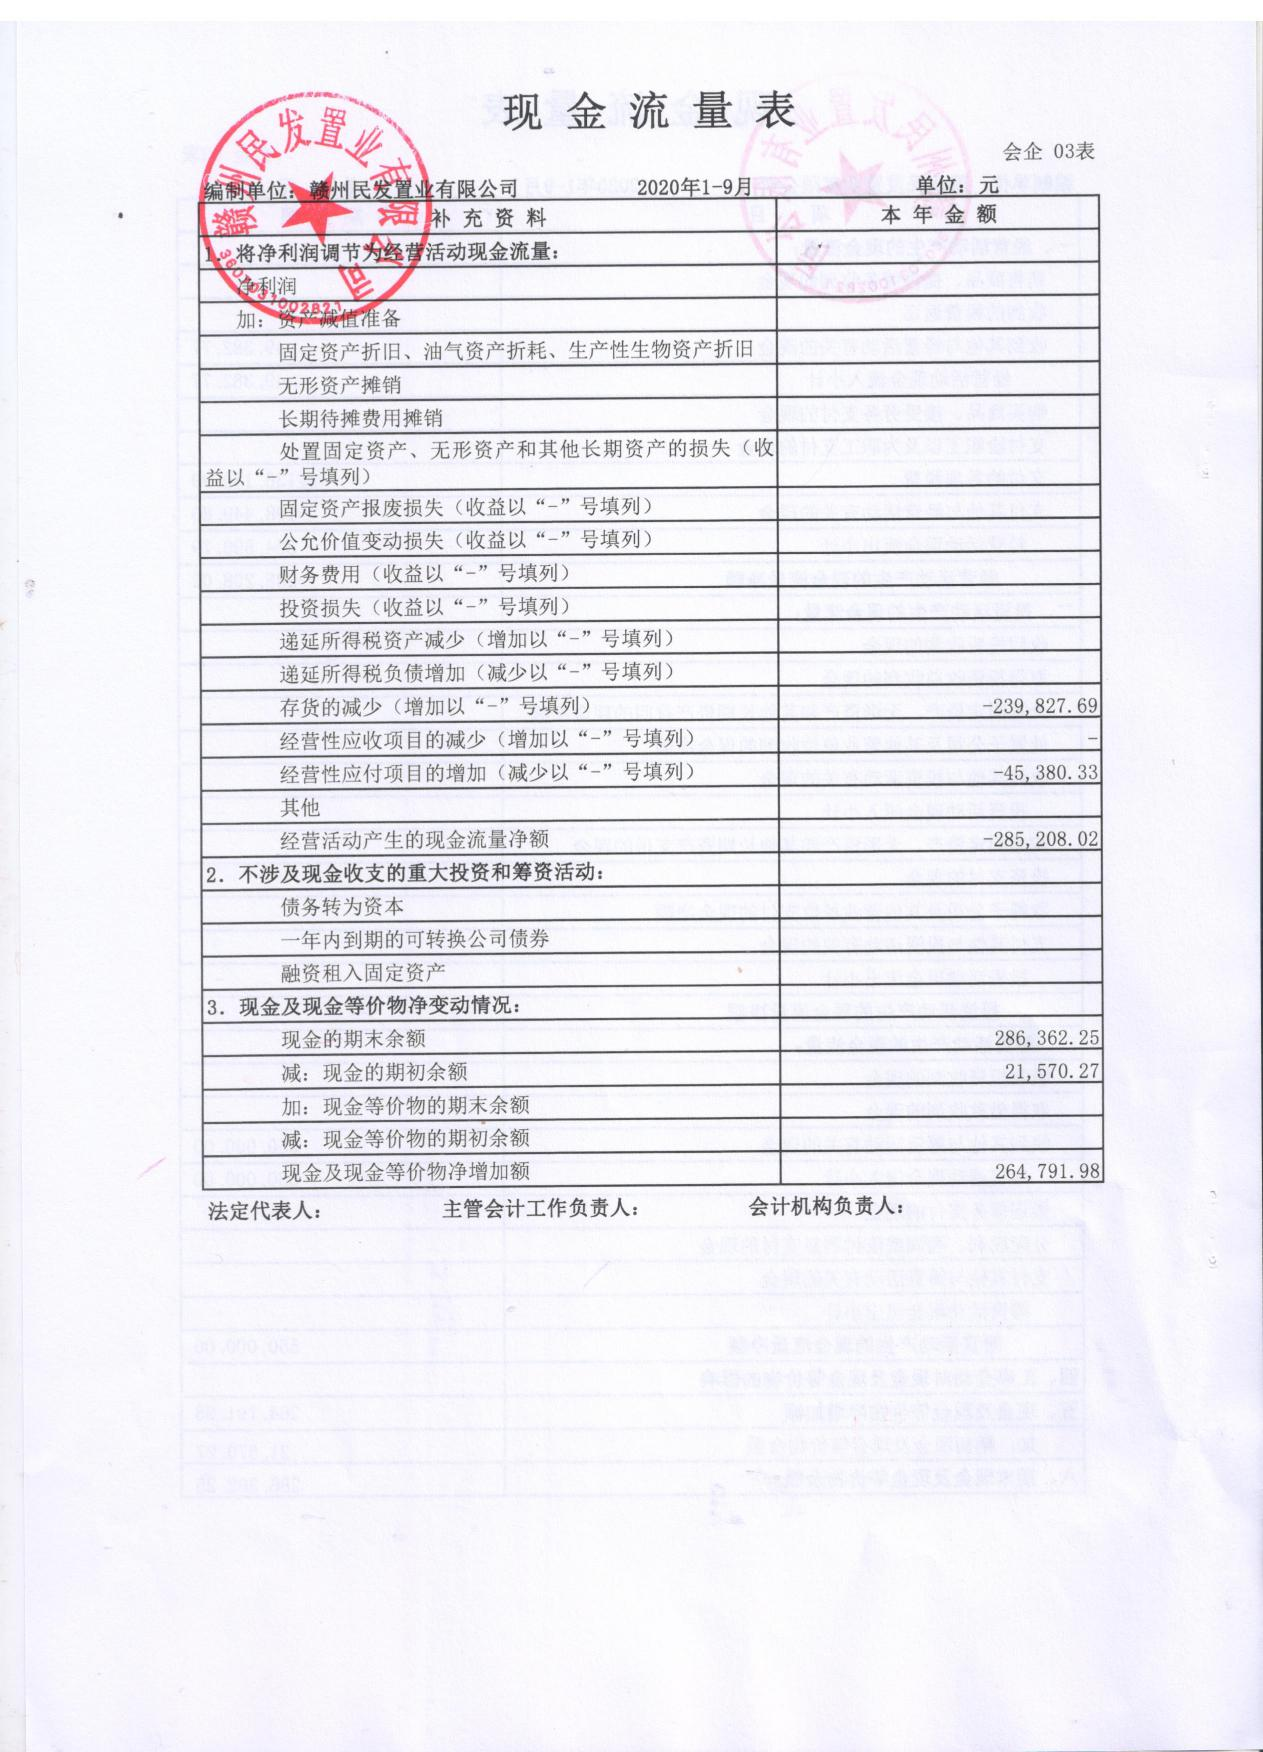 现 金 流 量 表
会企 03表
编制单位：赣州民发置业有限公司 2020年1-9月 单位：元
补 充 资 料 本 年 金 额
1．将净利润调节为经营活动现金流量：
净利润
加：资产减值准备
固定资产折旧、油气资产折耗、生产性生物资产折旧
无形资产摊销
长期待摊费用摊销
处置固定资产、无形资产和其他长期资产的损失（收
益以“-”号填列）
固定资产报废损失（收益以“-”号填列）
公允价值变动损失（收益以“-”号填列）
财务费用（收益以“-”号填列）
投资损失（收益以“-”号填列）
递延所得税资产减少（增加以“-”号填列）
递延所得税负债增加（减少以“-”号填列）
存货的减少（增加以“-”号填列） -239,827.69
经营性应收项目的减少（增加以“-”号填列） -
经营性应付项目的增加（减少以“-”号填列） -45,380.33
其他
经营活动产生的现金流量净额 -285,208.02
2．不涉及现金收支的重大投资和筹资活动：
债务转为资本
一年内到期的可转换公司债券
融资租入固定资产
3．现金及现金等价物净变动情况：
现金的期末余额 286,362.25
减：现金的期初余额 21,570.27
加：现金等价物的期末余额
减：现金等价物的期初余额
现金及现金等价物净增加额 264,791.98
法定代表人： 主管会计工作负责人： 会计机构负责人：
赣州民发置业有限公司